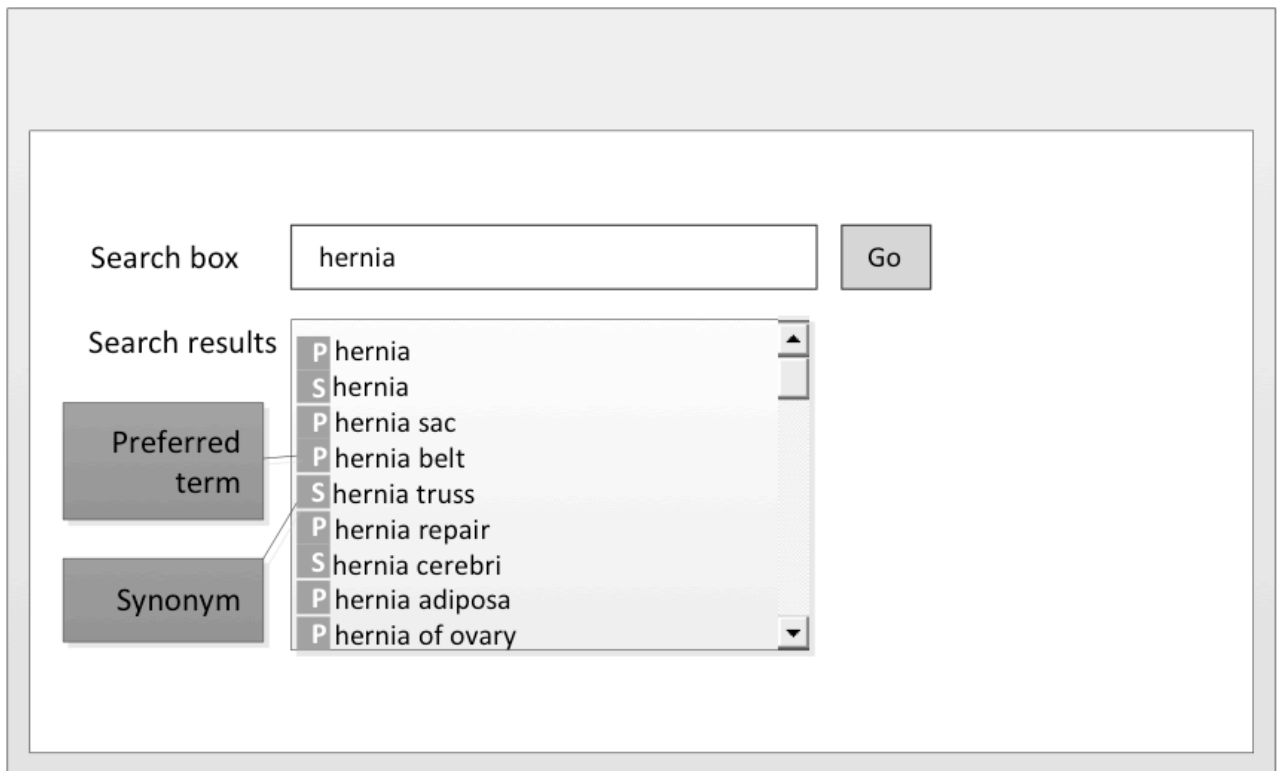 Search box
hernia
Go
Search results
P hernia
S hernia
P hernia sac
P hernia belt
S hernia truss
P hernia repair
S hernia cerebri
P hernia adiposa
P hernia of ovary
Preferred
term
Synonym